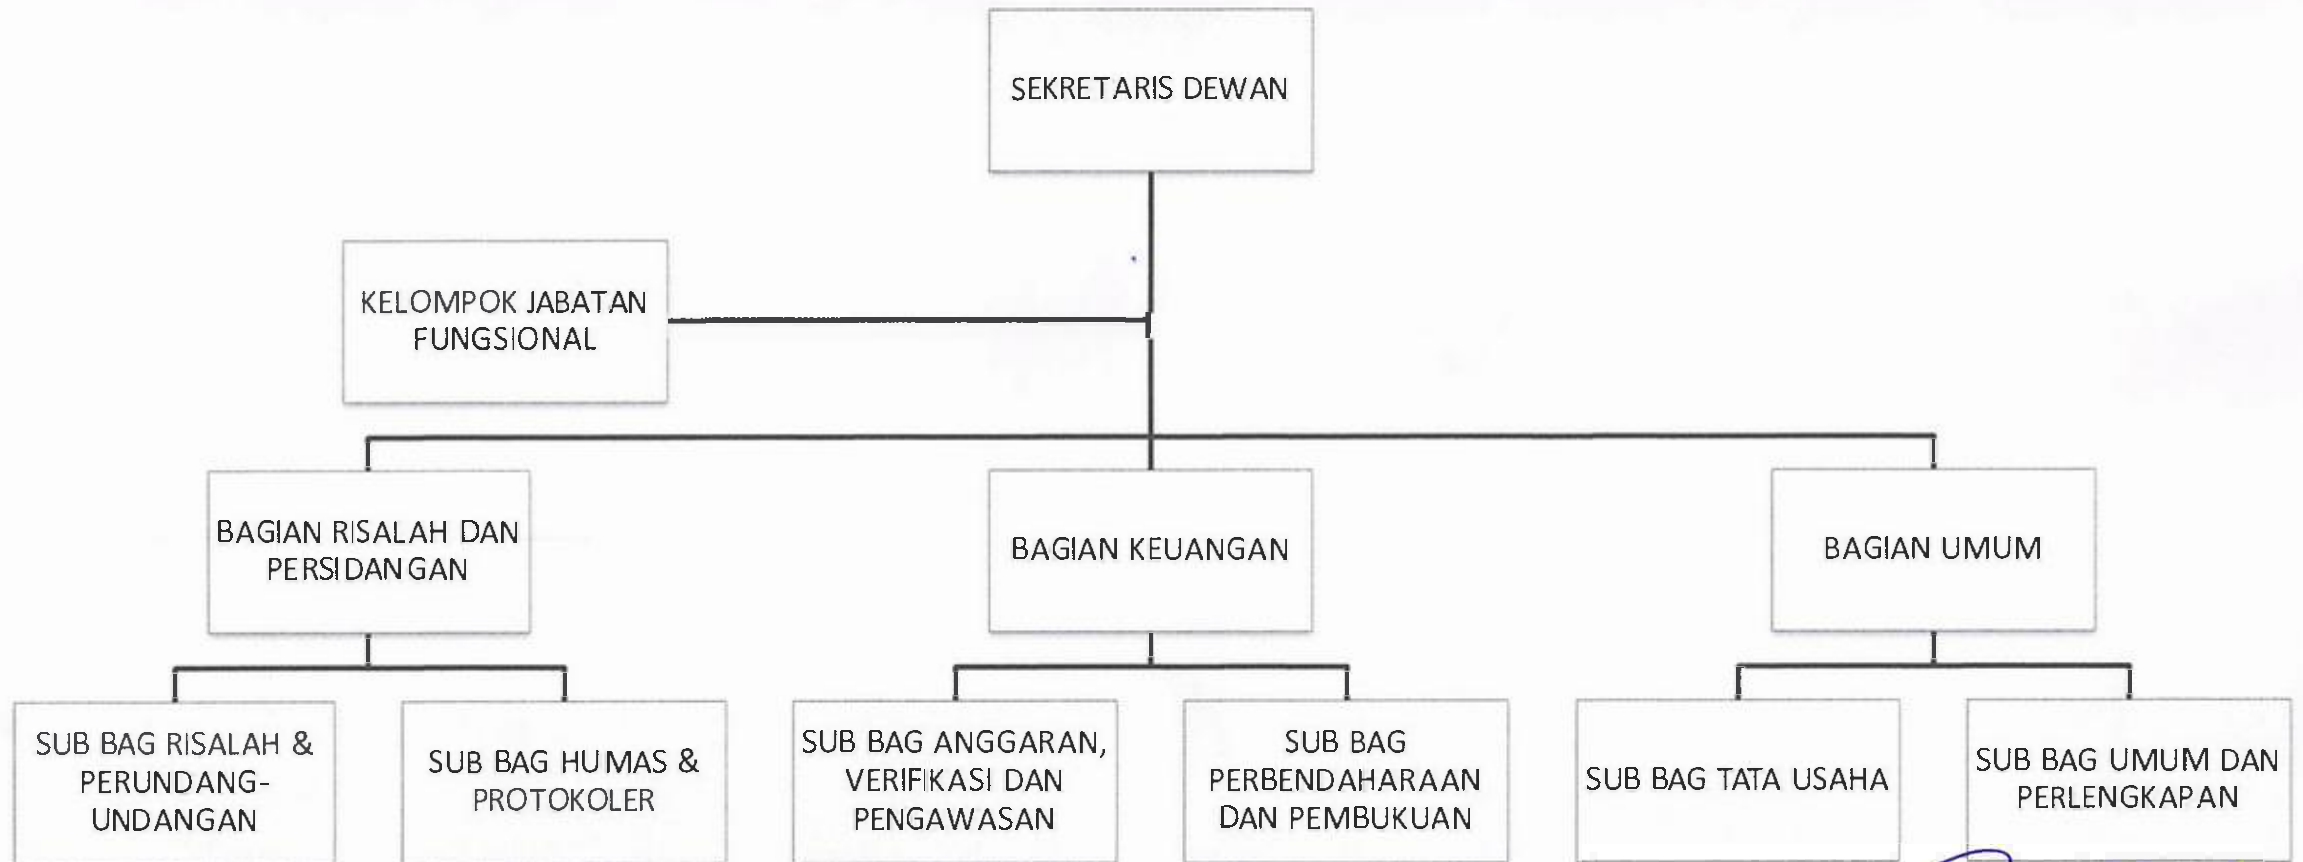 SEKRETARIS DEWAN
KELOMPOK JABATAN
FUNGSIONAL
BAGIAN RISALAH DAN
PERSIDANGAN
BAGIAN KEUANGAN
BAGIAN UMUM
SUB BAG RISALAH &
PERUNDANG-
UNDANGAN
SUB BAG HUMAS &
PROTOKOLER
SUB BAG ANGGARAN,
VERIFIKASI DAN
PENGAWASAN
SUB BAG
PERBENDAHARAAN
DAN PEMBUKUAN
SUB BAG TATA USAHA
SUB BAG UMUM DAN
PERLENGKAPAN